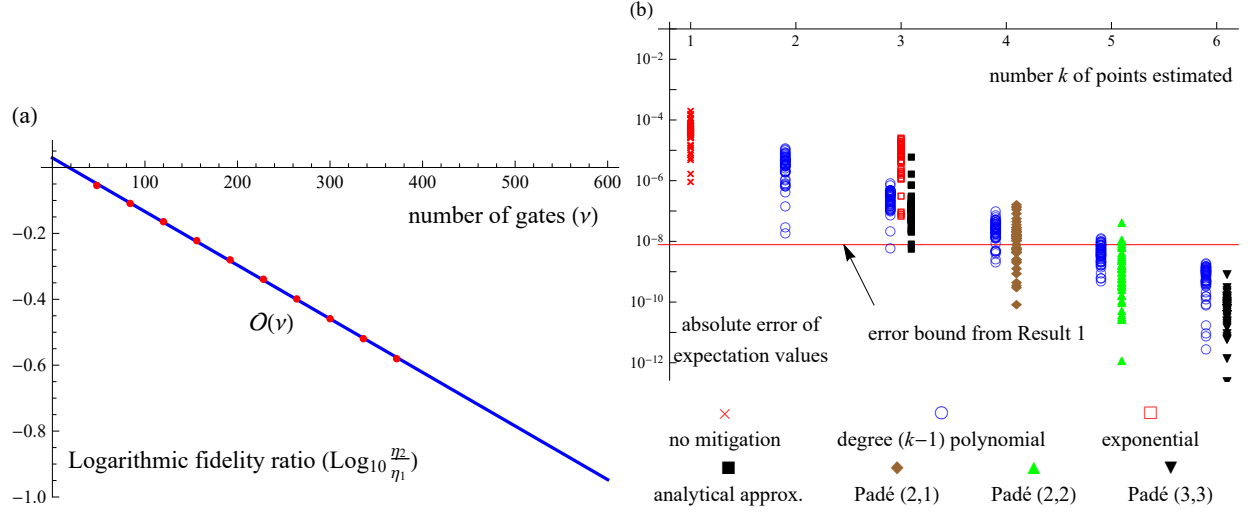 (a)
100 200 300 400 500 600
number of gates (ν)
−0.2
−0.4
−0.6
−0.8
−1.0
O(ν)
Logarithmic fidelity ratio (Log₁₀ η₂/η₁)
(b)
1 2 3 4 5 6
number k of points estimated
10⁻²
10⁻⁴
10⁻⁶
10⁻⁸
10⁻¹⁰
10⁻¹²
absolute error of
expectation values
error bound from Result 1
no mitigation degree (k−1) polynomial exponential
analytical approx. Padé (2,1) Padé (2,2) Padé (3,3)